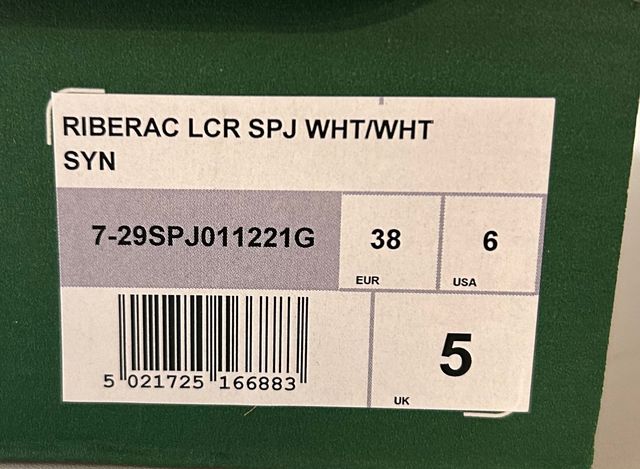 RIBERAC LCR SPJ WHT/WHT
SYN
7-29SPJ011221G
38
EUR
6
USA
5 021725 166883
5
UK